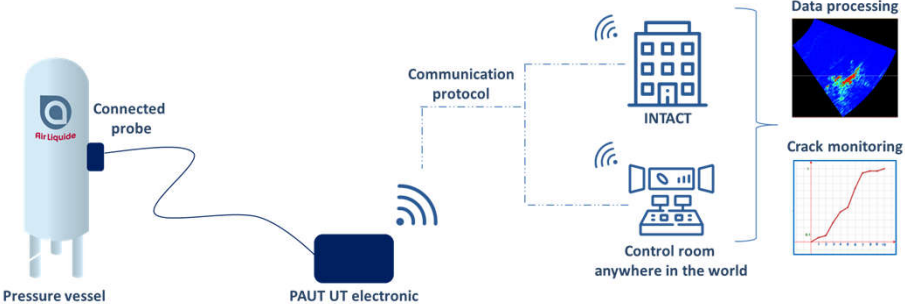 Data processing
Communication
protocol
INTACT
Connected
probe
Air Liquide
Crack monitoring
Control room
anywhere in the world
Pressure vessel
PAUT UT electronic